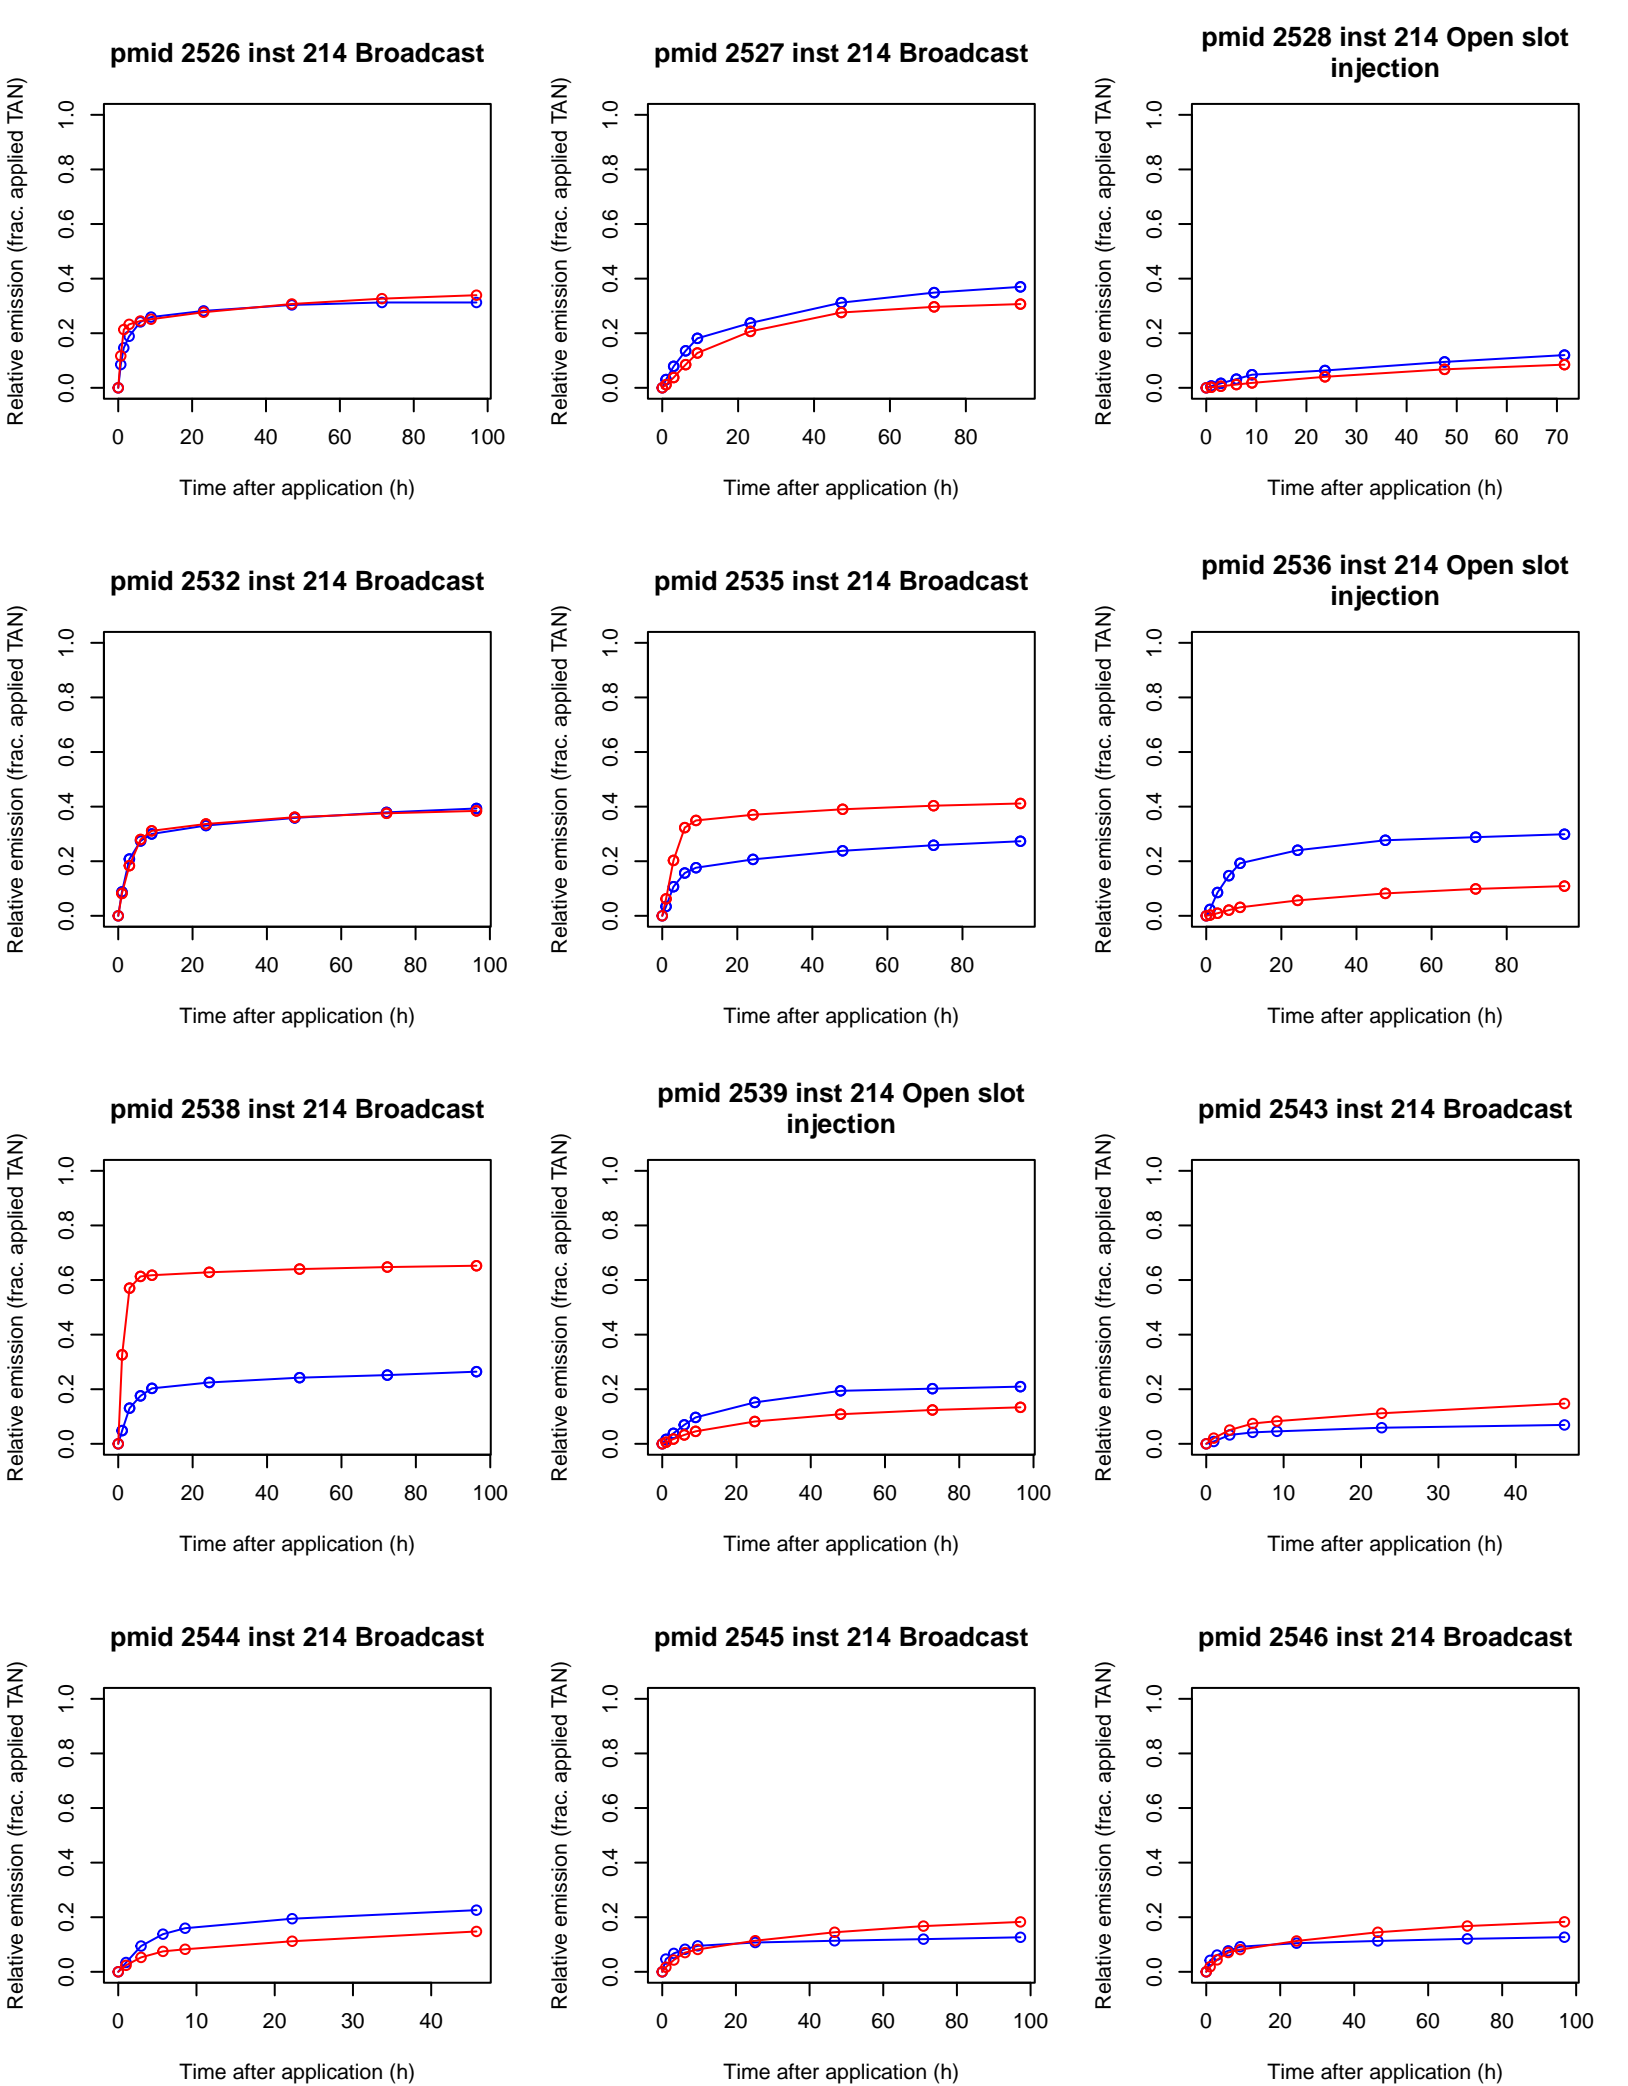 pmid 2526 inst 214 Broadcast
Relative emission (frac. applied TAN)
1.0
0.8
0.6
0.4
0.2
0.0
0 20 40 60 80 100
Time after application (h)
pmid 2527 inst 214 Broadcast
Relative emission (frac. applied TAN)
1.0
0.8
0.6
0.4
0.2
0.0
0 20 40 60 80
Time after application (h)
pmid 2528 inst 214 Open slot
injection
Relative emission (frac. applied TAN)
1.0
0.8
0.6
0.4
0.2
0.0
0 10 20 30 40 50 60 70
Time after application (h)
pmid 2532 inst 214 Broadcast
Relative emission (frac. applied TAN)
1.0
0.8
0.6
0.4
0.2
0.0
0 20 40 60 80 100
Time after application (h)
pmid 2535 inst 214 Broadcast
Relative emission (frac. applied TAN)
1.0
0.8
0.6
0.4
0.2
0.0
0 20 40 60 80
Time after application (h)
pmid 2536 inst 214 Open slot
injection
Relative emission (frac. applied TAN)
1.0
0.8
0.6
0.4
0.2
0.0
0 20 40 60 80
Time after application (h)
pmid 2538 inst 214 Broadcast
Relative emission (frac. applied TAN)
1.0
0.8
0.6
0.4
0.2
0.0
0 20 40 60 80 100
Time after application (h)
pmid 2539 inst 214 Open slot
injection
Relative emission (frac. applied TAN)
1.0
0.8
0.6
0.4
0.2
0.0
0 20 40 60 80 100
Time after application (h)
pmid 2543 inst 214 Broadcast
Relative emission (frac. applied TAN)
1.0
0.8
0.6
0.4
0.2
0.0
0 10 20 30 40
Time after application (h)
pmid 2544 inst 214 Broadcast
Relative emission (frac. applied TAN)
1.0
0.8
0.6
0.4
0.2
0.0
0 10 20 30 40
Time after application (h)
pmid 2545 inst 214 Broadcast
Relative emission (frac. applied TAN)
1.0
0.8
0.6
0.4
0.2
0.0
0 20 40 60 80 100
Time after application (h)
pmid 2546 inst 214 Broadcast
Relative emission (frac. applied TAN)
1.0
0.8
0.6
0.4
0.2
0.0
0 20 40 60 80 100
Time after application (h)